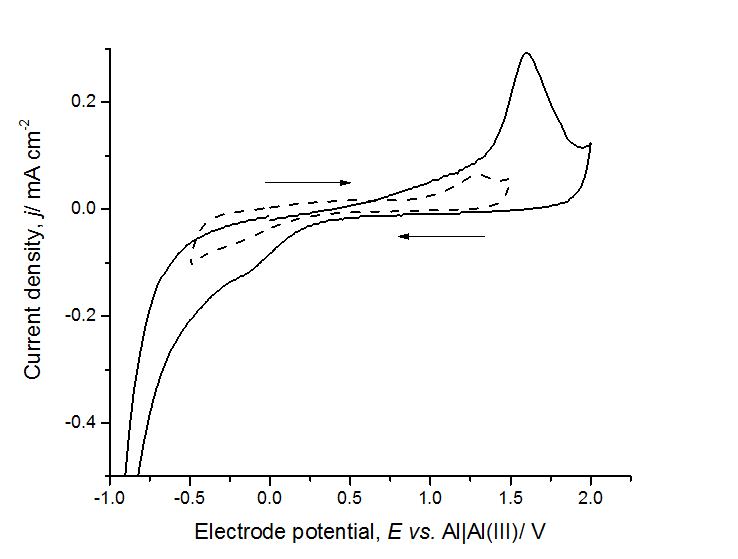 0.2
0.0
-0.2
-0.4
Current density, j/ mA cm-2
-1.0 -0.5 0.0 0.5 1.0 1.5 2.0
Electrode potential, E vs. Al|Al(III)/ V